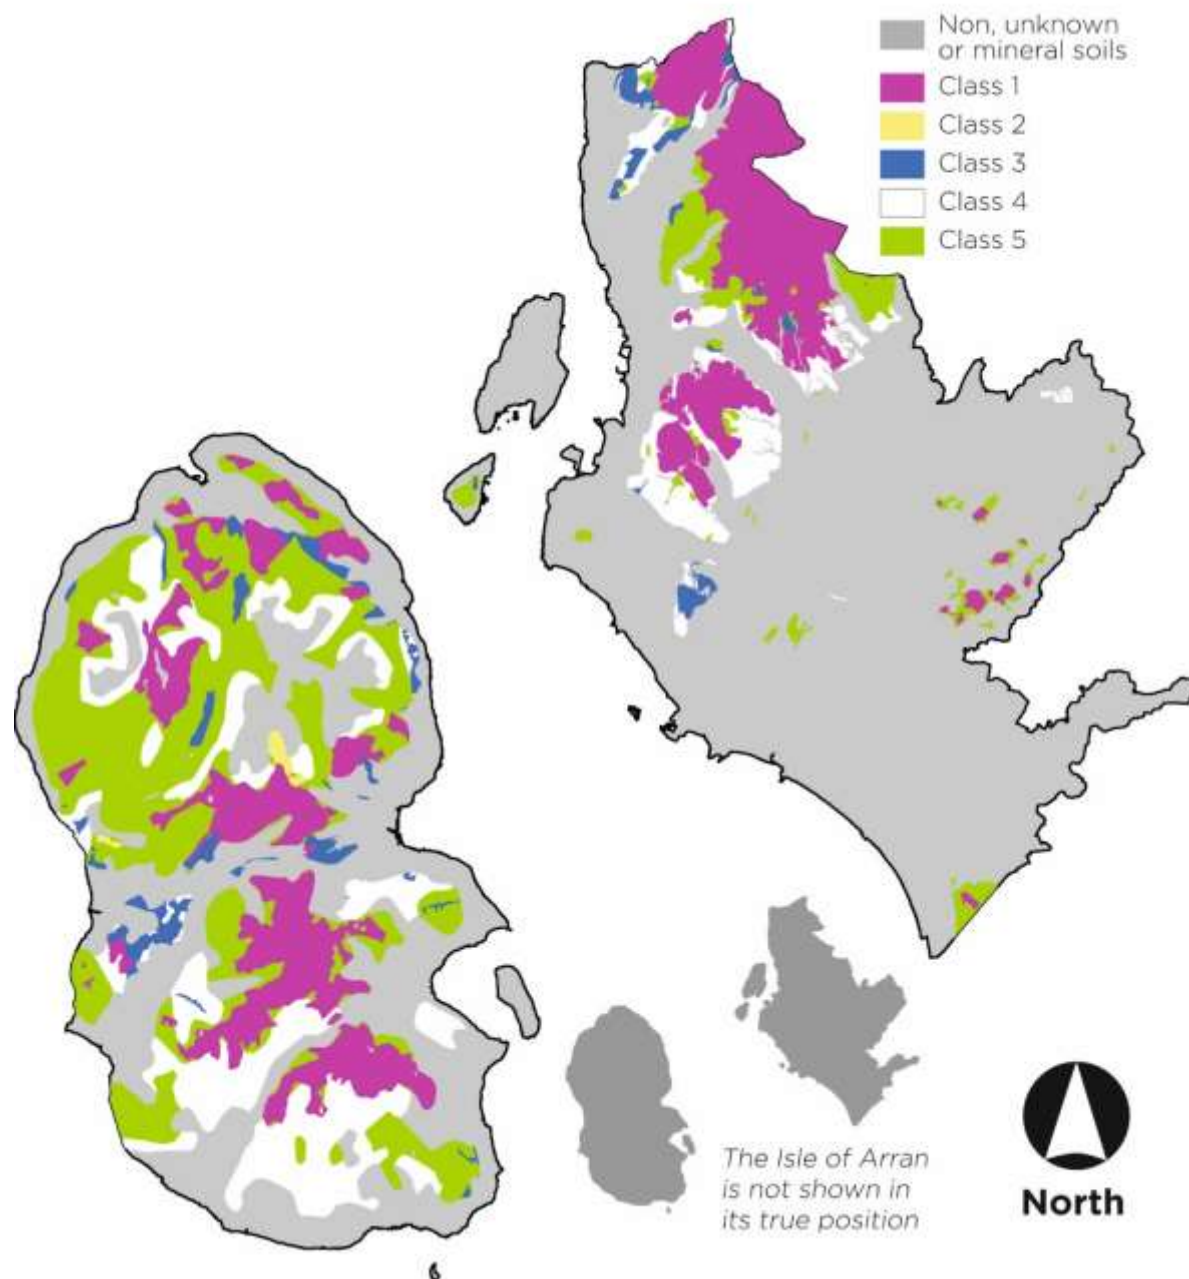 Non, unknown
or mineral soils
Class 1
Class 2
Class 3
Class 4
Class 5
The Isle of Arran
is not shown in
its true position
North